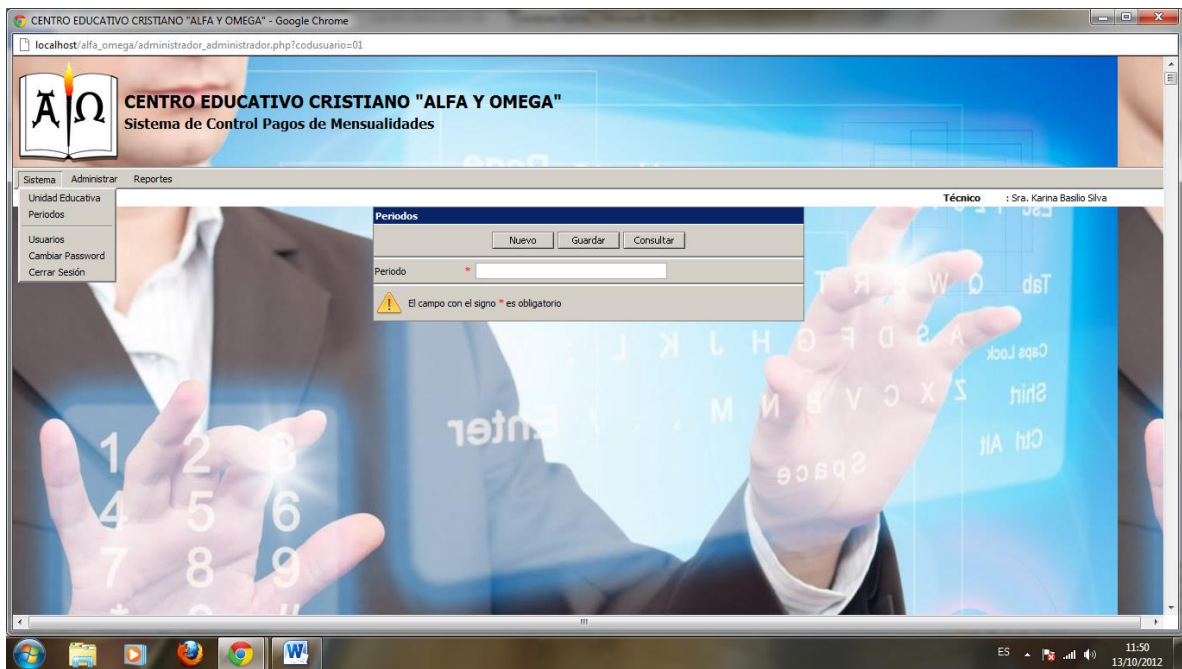 CENTRO EDUCATIVO CRISTIANO "ALFA Y OMEGA" - Google Chrome
localhost/alfa_omega/administrador_administrador.php?codusuario=01
ÄΩ
CENTRO EDUCATIVO CRISTIANO "ALFA Y OMEGA"
Sistema de Control Pagos de Mensualidades
Sistema Administrar Reportes
Técnico : Sra. Karina Basilio Silva
Unidad Educativa
Periodos
Usuarios
Cambiar Password
Cerrar Sesión
Periodos
Nuevo Guardar Consultar
Periodo *
El campo con el signo * es obligatorio
Tab Q W R T
A S D F G H J K L
Caps Lock
Z X C V B N M , . /
Shirt
Enter
Ctrl Alt
Space
1 2 3
4 5 6
7 8 9
ES 11:50
13/10/2012